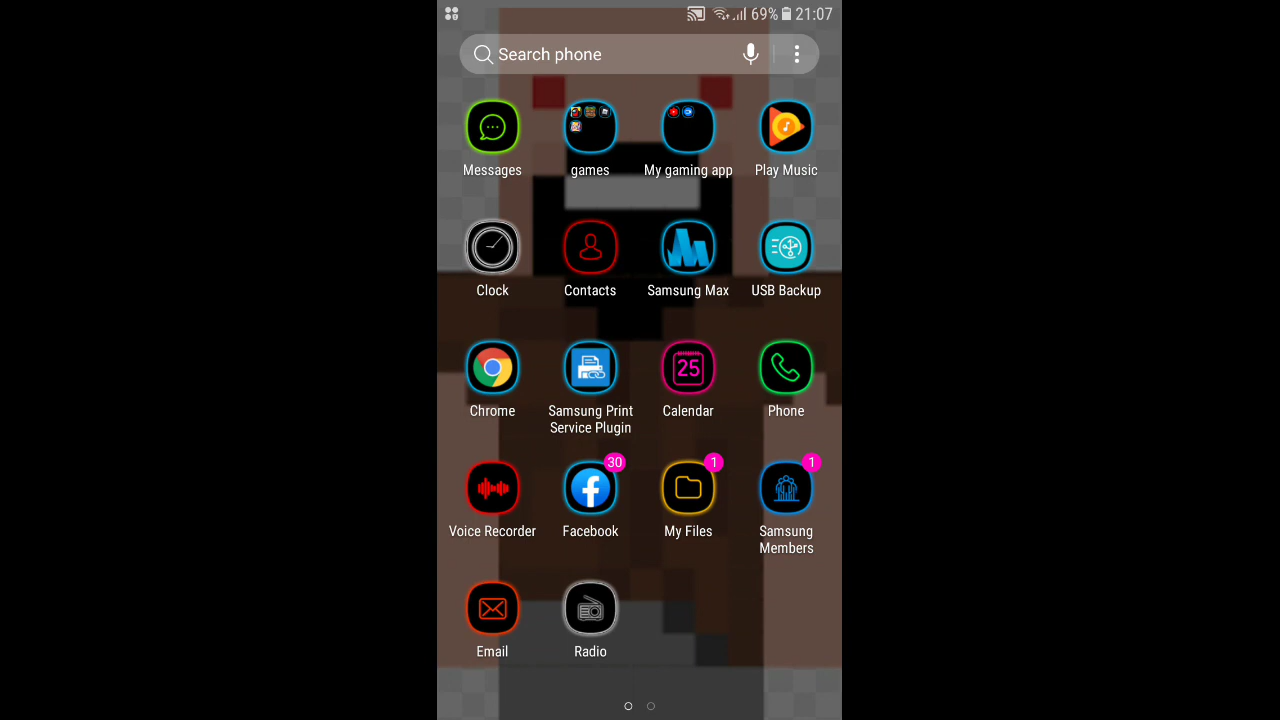 69% 21:07
Search phone
Messages games My gaming app Play Music
Clock Contacts Samsung Max USB Backup
25
Chrome Samsung Print Service Plugin Calendar Phone
30 1 1
Voice Recorder Facebook My Files Samsung Members
Email Radio